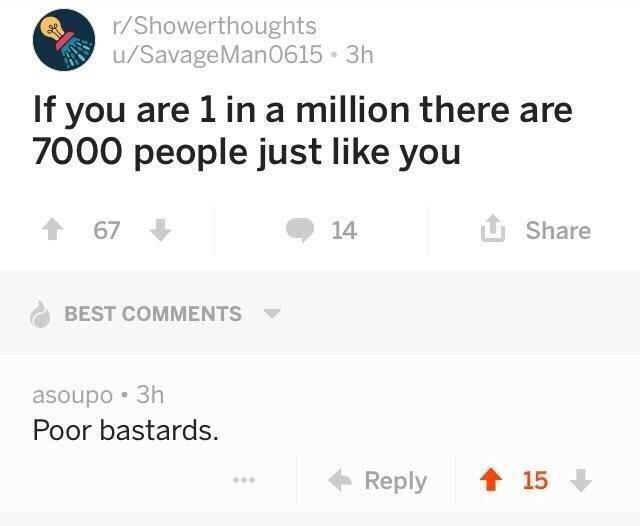 r/Showerthoughts
u/SavageMan0615 • 3h
If you are 1 in a million there are
7000 people just like you
67
14
Share
BEST COMMENTS
asoupo • 3h
Poor bastards.
... Reply 15